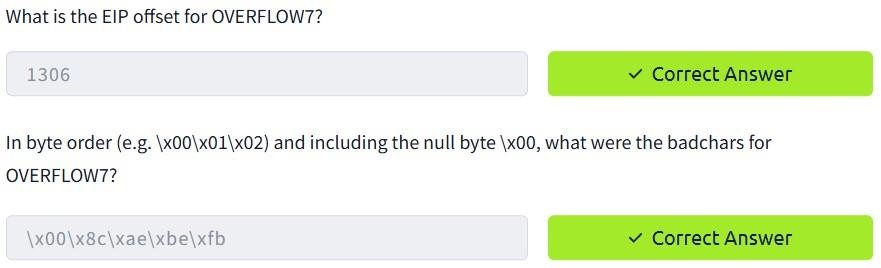 What is the EIP offset for OVERFLOW7?
1306
✓ Correct Answer
In byte order (e.g. \x00\x01\x02) and including the null byte \x00, what were the badchars for
OVERFLOW7?
\x00\x8c\xae\xbe\xfb
✓ Correct Answer